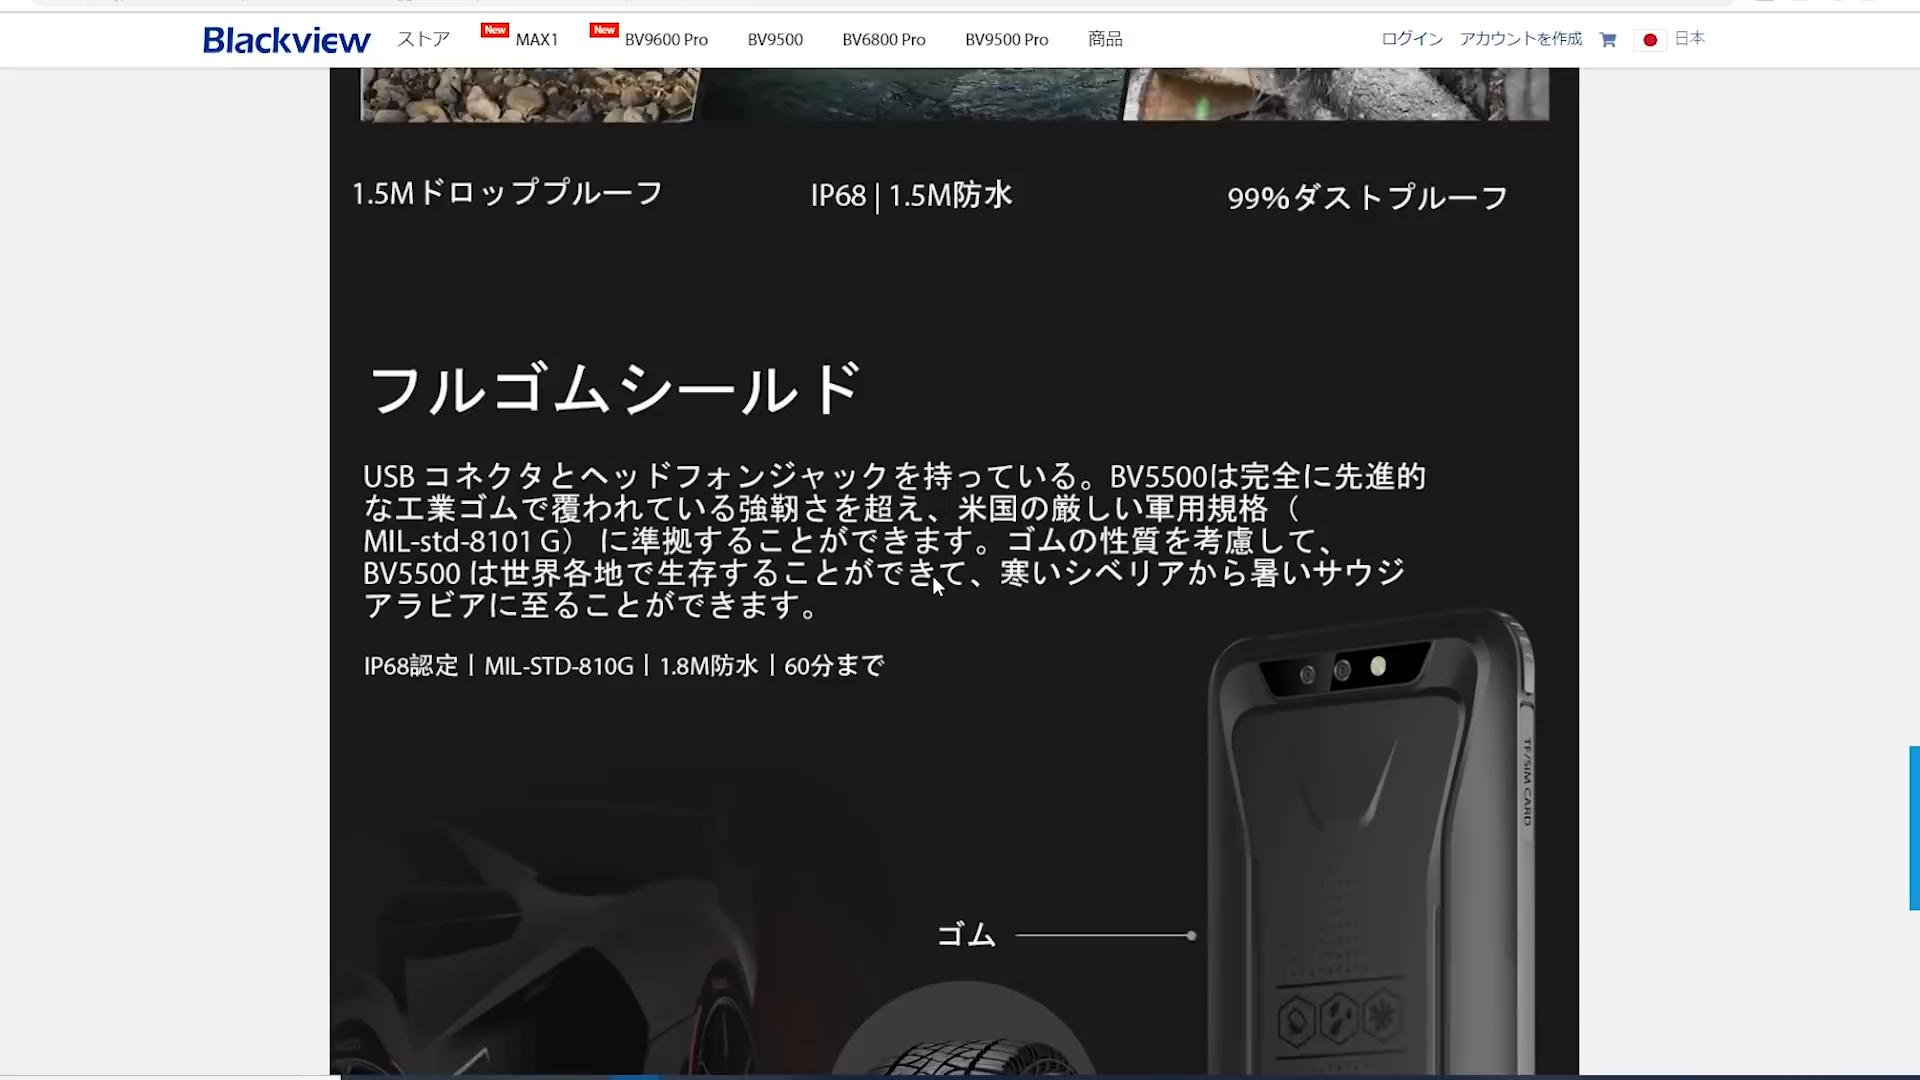 Blackview ストア New MAX1 New BV9600 Pro BV9500 BV6800 Pro BV9500 Pro 商品 ログイン アカウントを作成 日本
1.5Mドロッププルーフ
IP68 | 1.5M防水
99%ダストプルーフ
フルゴムシールド
USB コネクタとヘッドフォンジャックを持っている。BV5500は完全に先進的
な工業ゴムで覆われている強靭さを超え、米国の厳しい軍用規格（
MIL-std-8101 G） に準拠することができます。ゴムの性質を考慮して、
BV5500 は世界各地で生存することができて、寒いシベリアから暑いサウジ
アラビアに至ることができます。
IP68認定 | MIL-STD-810G | 1.8M防水 | 60分まで
TF/SIM CARD
ゴム